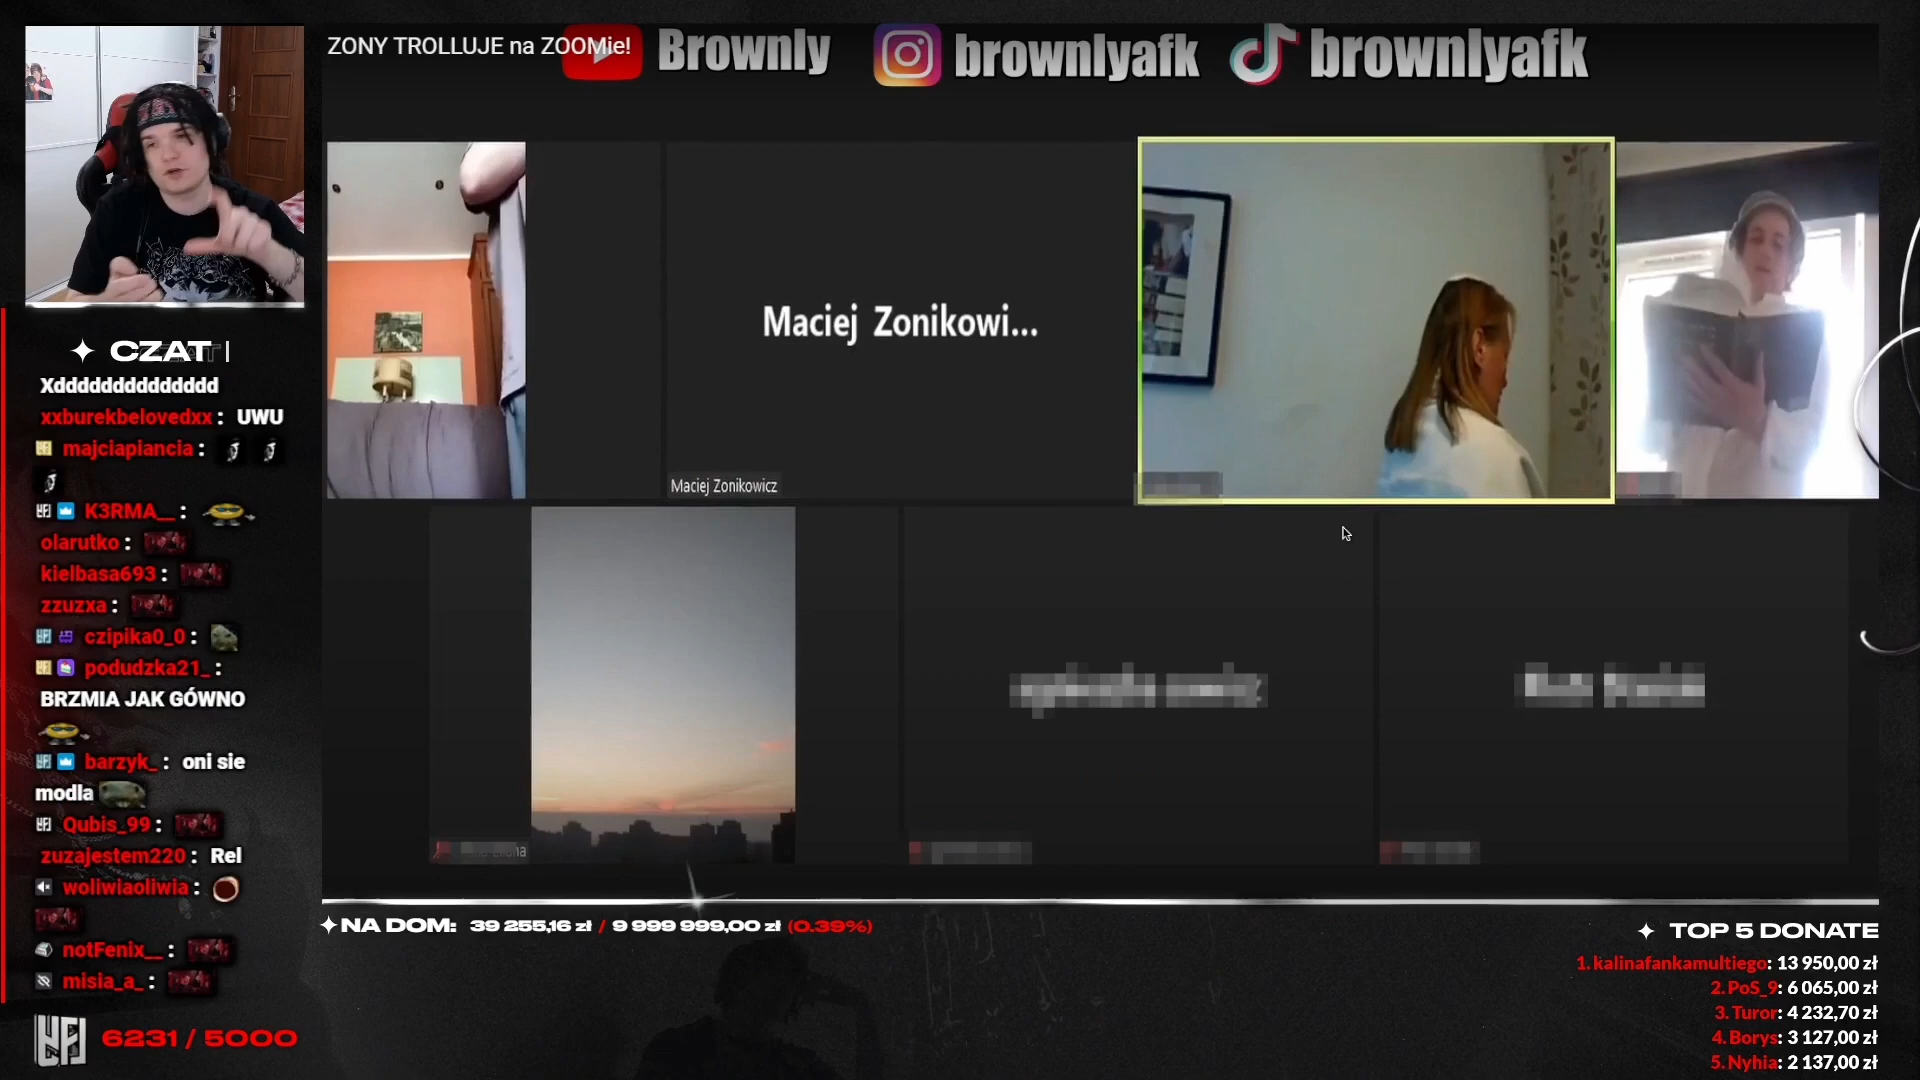 ZONY TROLLUJE na ZOOMie!
Brownly
brownlyafk
brownlyafk
Maciej Zonikowi...
Maciej Zonikowicz
CZAT
Xdddddddddddddd
xxburekbelovedxx : UWU
majciapiancia :
K3RMA__ :
olarutko :
kielbasa693 :
zzuzxa :
czipika0_0 :
podudzka21_ :
BRZMIA JAK GÓWNO
barzyk_ : oni sie
modla
Qubis_99 :
zuzajestem220 : Rel
woliwiaoliwia :
notFenix__ :
misia_a_ :
6231 / 5000
NA DOM: 39 255,16 zł / 9 999 999,00 zł (0.39%)
TOP 5 DONATE
1. kalinafankamultiego: 13 950,00 zł
2. PoS_9: 6 065,00 zł
3. Turor: 4 232,70 zł
4. Borys: 3 127,00 zł
5. Nyhia: 2 137,00 zł